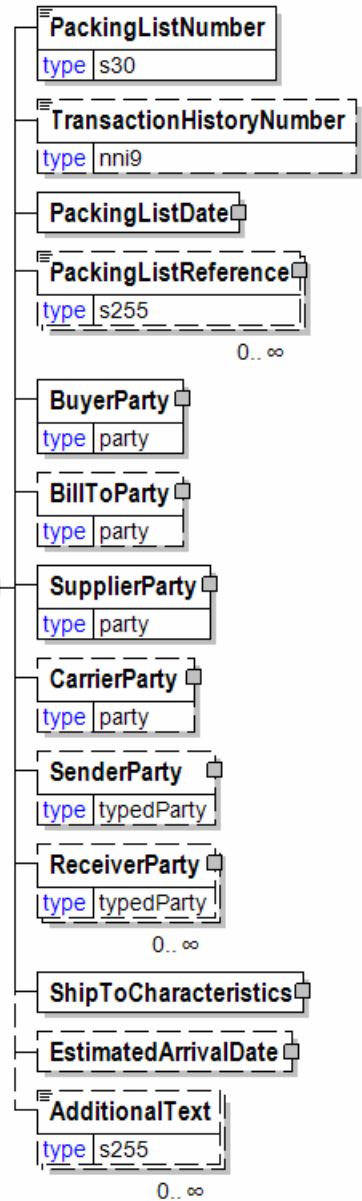 PackingListNumber
type s30
TransactionHistoryNumber
type nni9
PackingListDate
PackingListReference
type s255
0.. ∞
BuyerParty
type party
BillToParty
type party
SupplierParty
type party
CarrierParty
type party
SenderParty
type typedParty
ReceiverParty
type typedParty
0.. ∞
ShipToCharacteristics
EstimatedArrivalDate
AdditionalText
type s255
0.. ∞